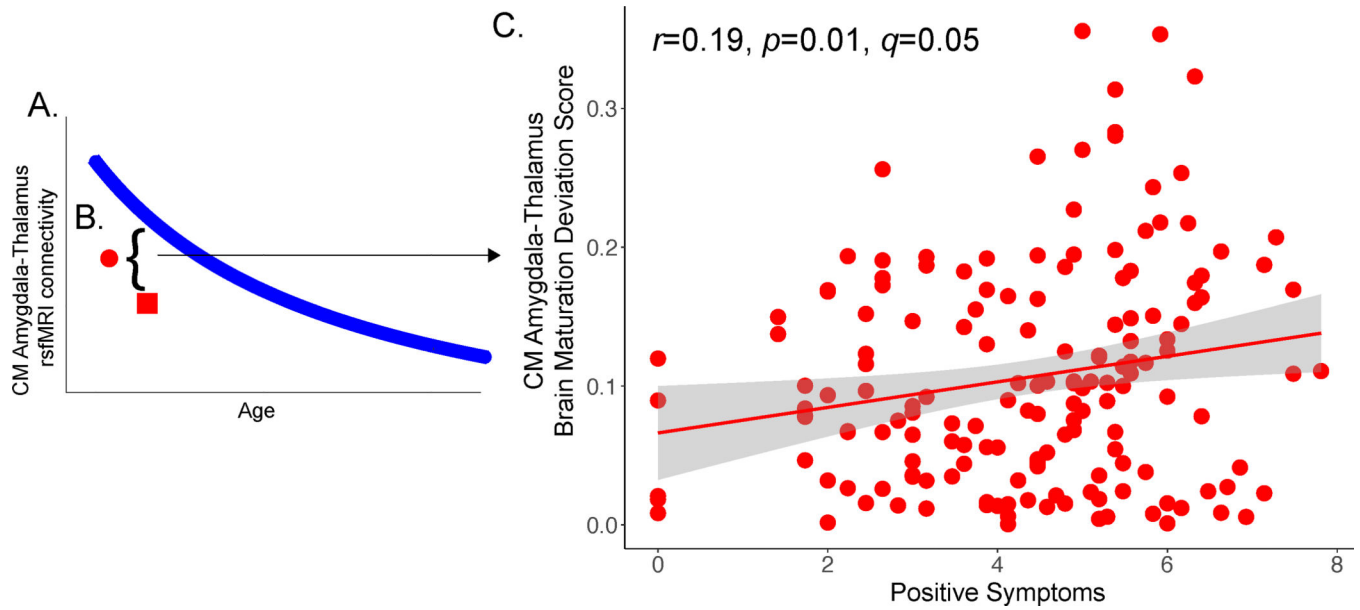 A.
CM Amygdala-Thalamus
rsfMRI connectivity
B.
{
Age
C.
r=0.19, p=0.01, q=0.05
CM Amygdala-Thalamus
Brain Maturation Deviation Score
0.3
0.2
0.1
0.0
0 2 4 6 8
Positive Symptoms